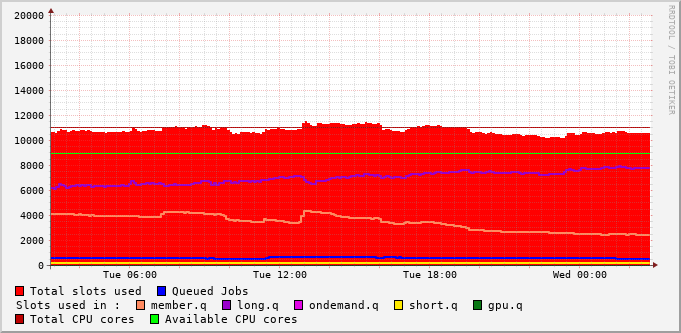 20000
18000
16000
14000
12000
10000
8000
6000
4000
2000
0
Tue 06:00 Tue 12:00 Tue 18:00 Wed 00:00
RRDTOOL / TOBI OETIKER
Total slots used Queued Jobs
Slots used in : member.q long.q ondemand.q short.q gpu.q
Total CPU cores Available CPU cores